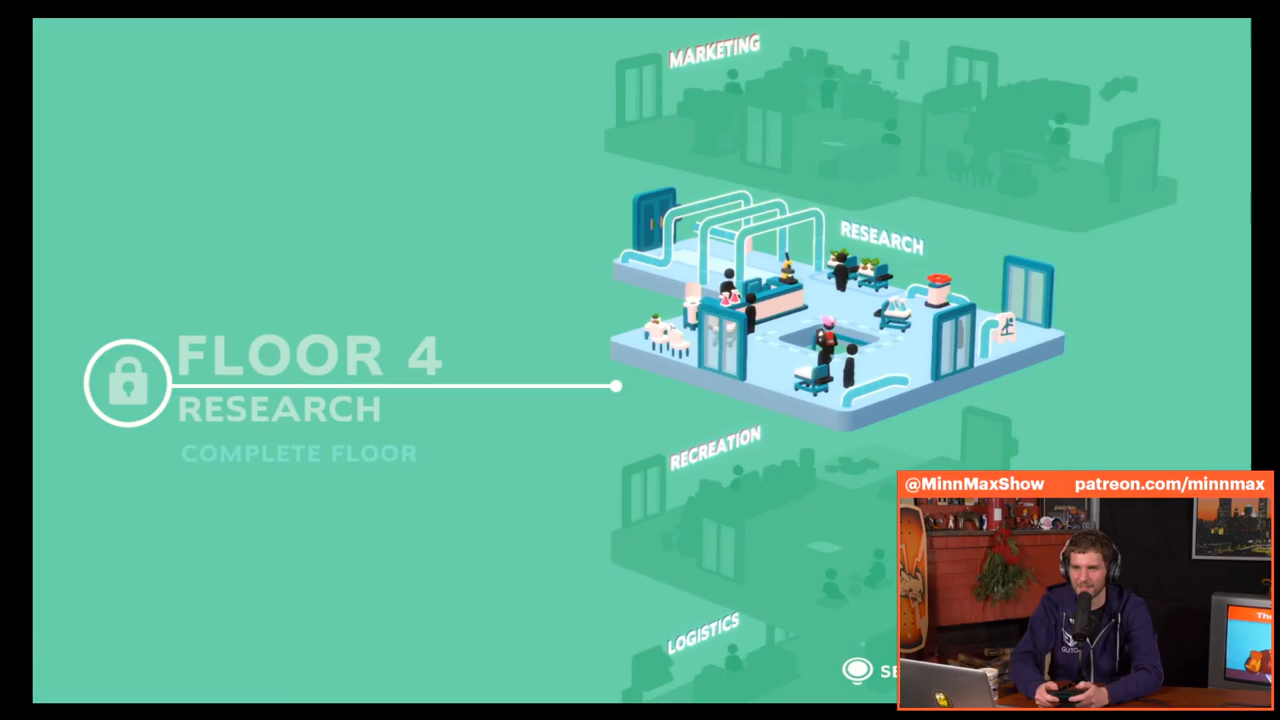 MARKETING
RESEARCH
FLOOR 4
RESEARCH
COMPLETE FLOOR
RECREATION
LOGISTICS
@MinnMaxShow patreon.com/minnmax